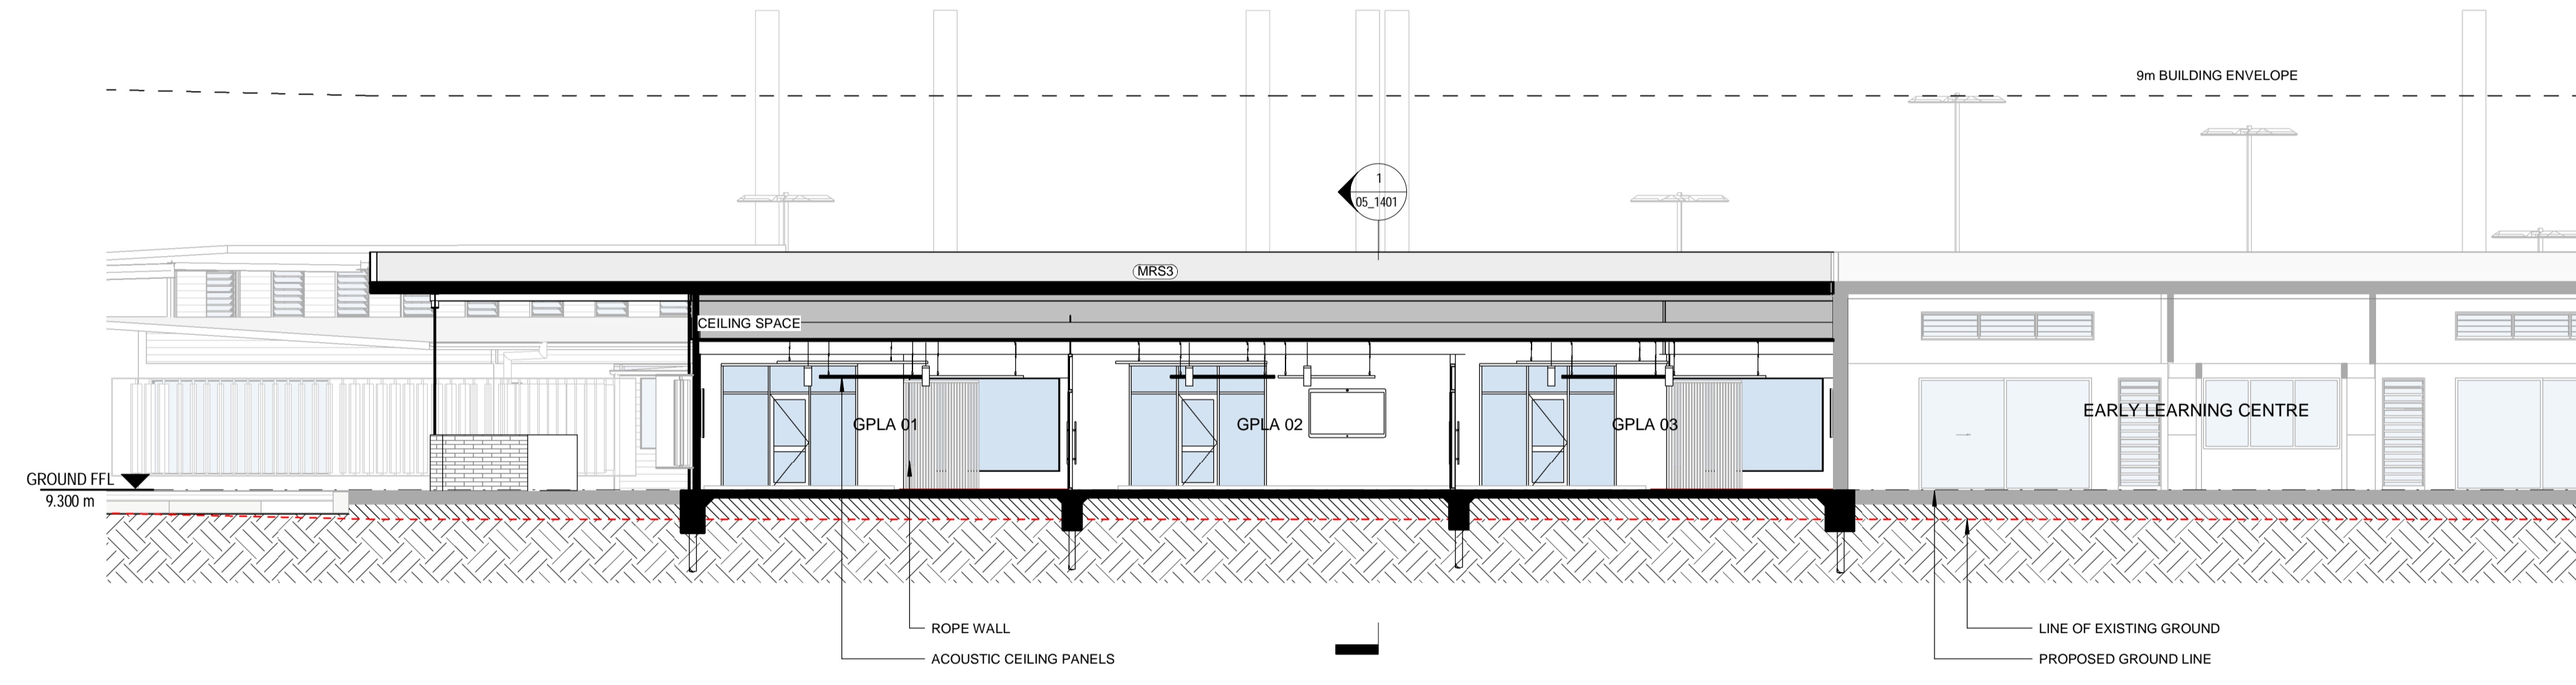 9m BUILDING ENVELOPE
1
05_1401
MRS3
CEILING SPACE
GPLA 01
GPLA 02
GPLA 03
EARLY LEARNING CENTRE
GROUND FFL
9.300 m
ROPE WALL
ACOUSTIC CEILING PANELS
LINE OF EXISTING GROUND
PROPOSED GROUND LINE